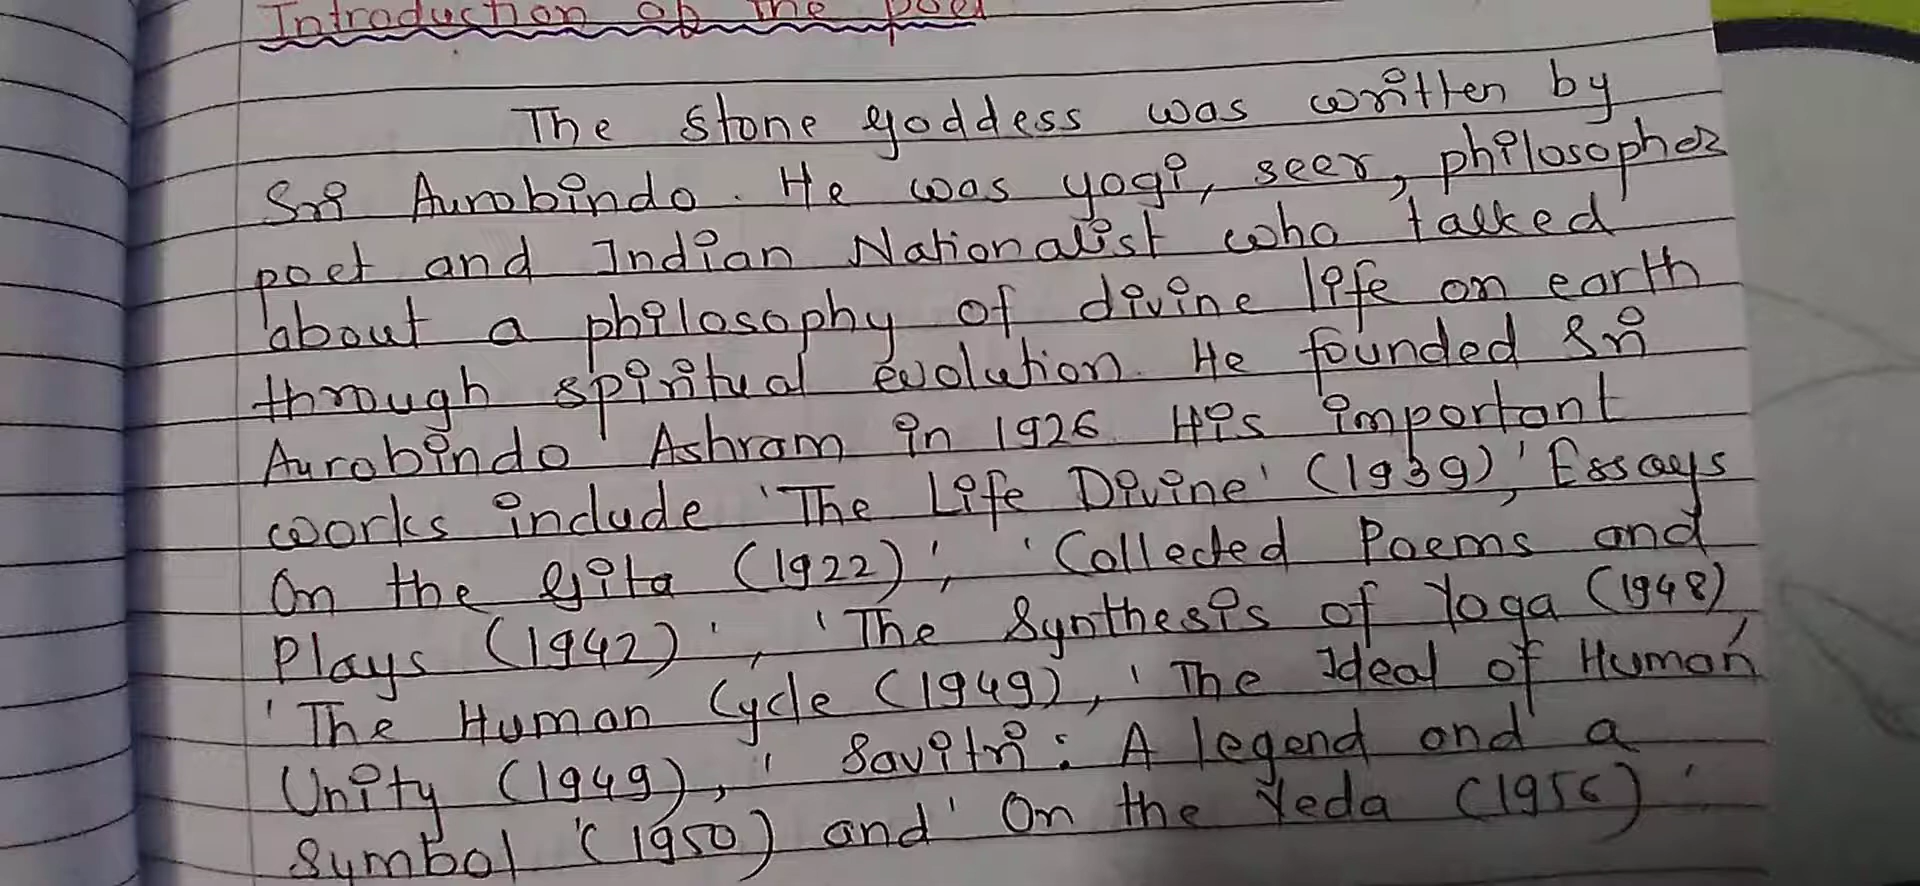 Introduction of the poet
The Stone goddess was written by
Sri Aurobindo. He was yogi, seer, philosopher
poet and Indian Nationalist who talked
about a philosophy of divine life on earth
through spiritual evolution. He founded Sri
Aurobindo Ashram in 1926. His important
works include 'The Life Divine' (1939), 'Essays
On the Gita (1922)', 'Collected Poems and
Plays (1942)', 'The Synthesis of Yoga (1948),
'The Human Cycle (1949), 'The Ideal of Human
Unity (1949), 'Savitri: A legend and a
Symbol '(1950) and 'On the Veda (1956)'